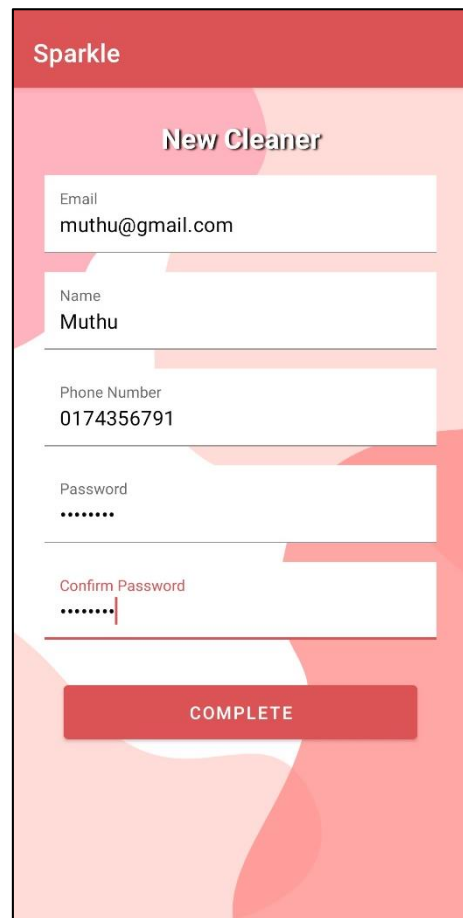 Sparkle
New Cleaner
Email
muthu@gmail.com
Name
Muthu
Phone Number
0174356791
Password
••••••••
Confirm Password
••••••••
COMPLETE